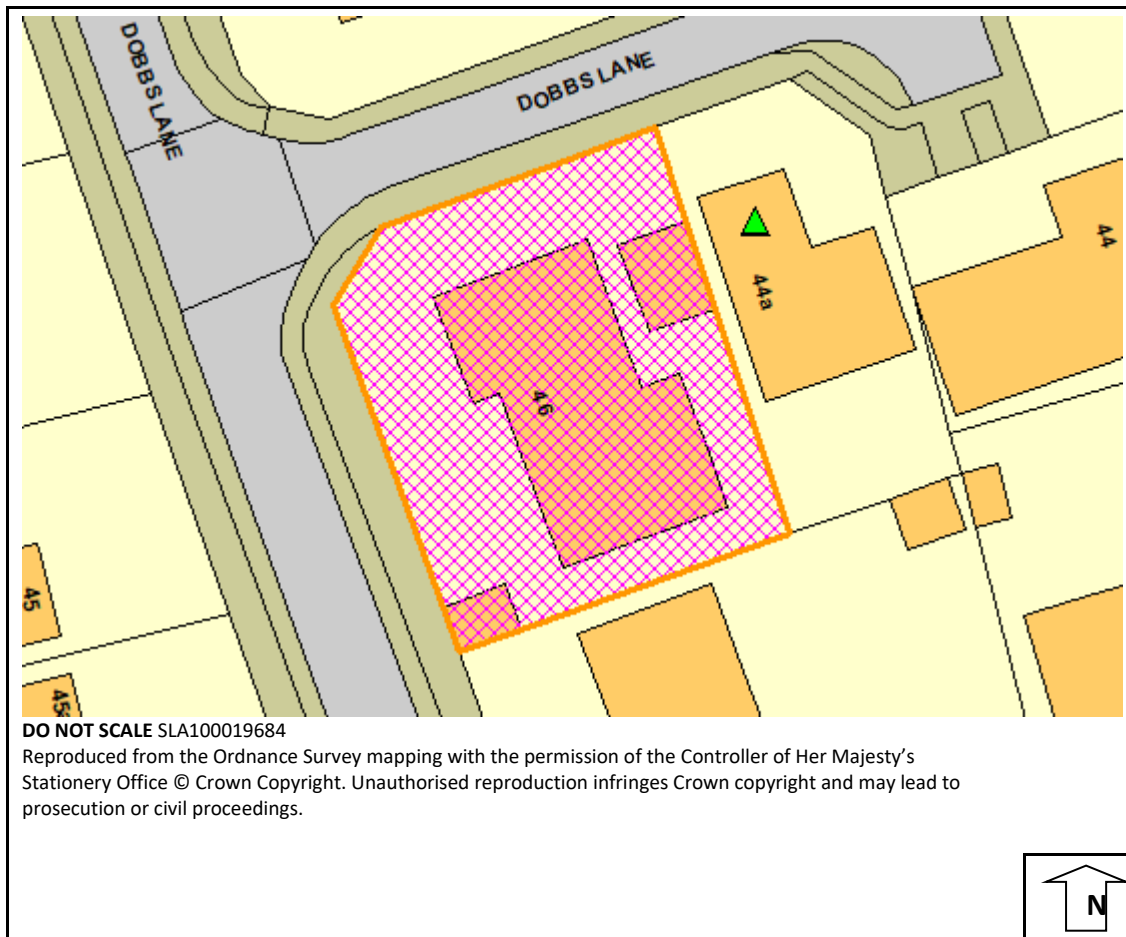 DOBBS LANE
DOBBS LANE
44
44a
46
45
45a
DO NOT SCALE SLA100019684
Reproduced from the Ordnance Survey mapping with the permission of the Controller of Her Majesty’s
Stationery Office © Crown Copyright. Unauthorised reproduction infringes Crown copyright and may lead to
prosecution or civil proceedings.
N